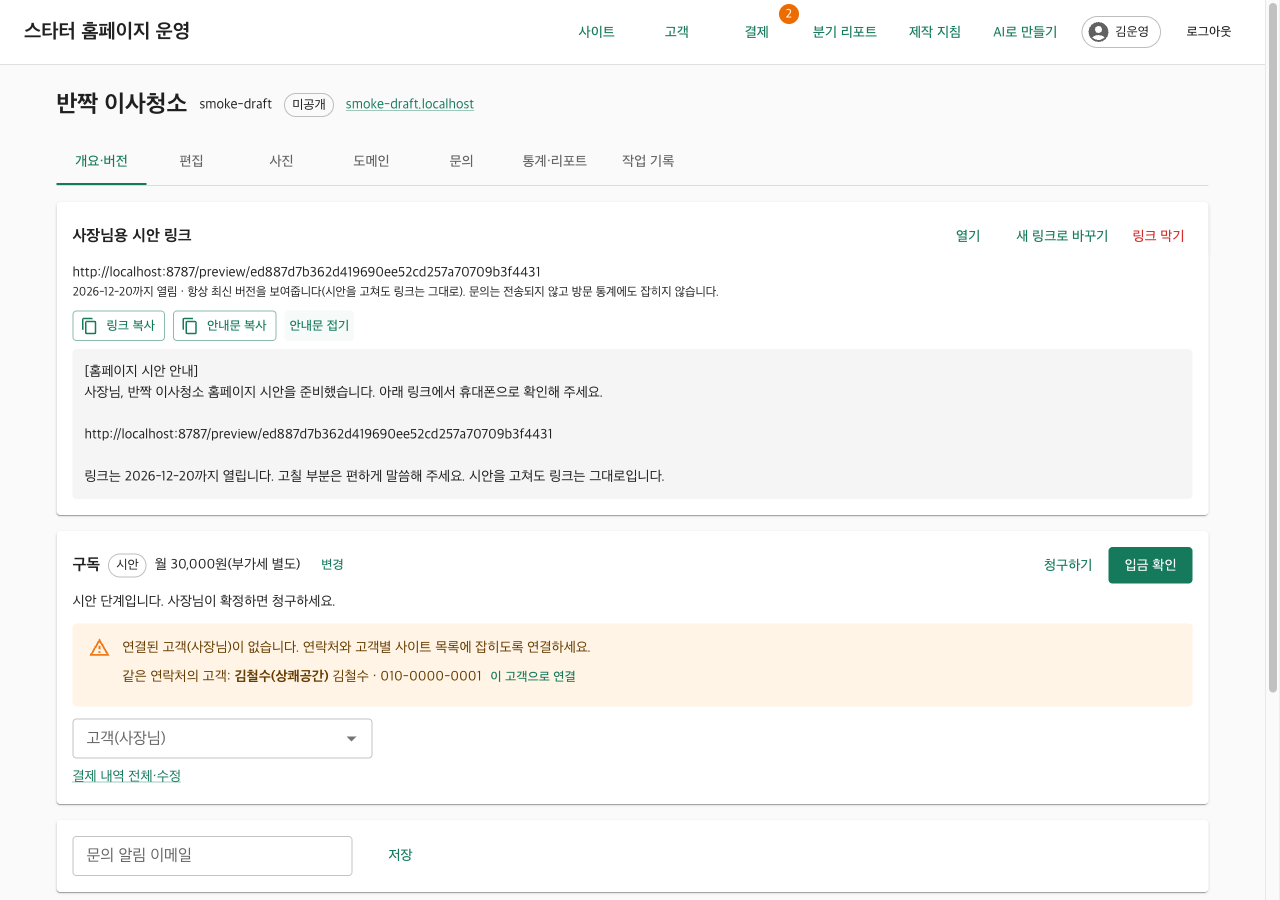 스타터 홈페이지 운영
사이트
고객
결제
2
분기 리포트
제작 지침
AI로 만들기
김운영
로그아웃
반짝 이사청소
smoke-draft
미공개
smoke-draft.localhost
개요·버전
편집
사진
도메인
문의
통계·리포트
작업 기록
사장님용 시안 링크
열기
새 링크로 바꾸기
링크 막기
http://localhost:8787/preview/ed887d7b362d419690ee52cd257a70709b3f4431
2026-12-20까지 열림 · 항상 최신 버전을 보여줍니다(시안을 고쳐도 링크는 그대로). 문의는 전송되지 않고 방문 통계에도 잡히지 않습니다.
링크 복사
안내문 복사
안내문 접기
[홈페이지 시안 안내]
사장님, 반짝 이사청소 홈페이지 시안을 준비했습니다. 아래 링크에서 휴대폰으로 확인해 주세요.
http://localhost:8787/preview/ed887d7b362d419690ee52cd257a70709b3f4431
링크는 2026-12-20까지 열립니다. 고칠 부분은 편하게 말씀해 주세요. 시안을 고쳐도 링크는 그대로입니다.
구독
시안
월 30,000원(부가세 별도)
변경
청구하기
입금 확인
시안 단계입니다. 사장님이 확정하면 청구하세요.
연결된 고객(사장님)이 없습니다. 연락처와 고객별 사이트 목록에 잡히도록 연결하세요.
같은 연락처의 고객: 김철수(상쾌공간) 김철수 · 010-0000-0001 이 고객으로 연결
고객(사장님)
결제 내역 전체·수정
문의 알림 이메일
저장